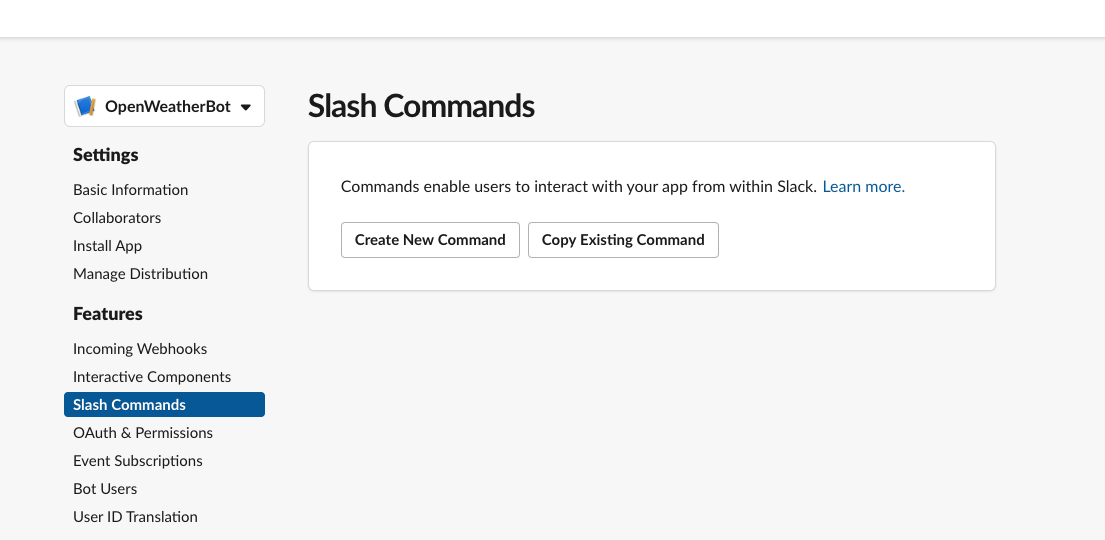 OpenWeatherBot
Settings
Basic Information
Collaborators
Install App
Manage Distribution
Features
Incoming Webhooks
Interactive Components
Slash Commands
OAuth & Permissions
Event Subscriptions
Bot Users
User ID Translation
Slash Commands
Commands enable users to interact with your app from within Slack. Learn more.
Create New Command Copy Existing Command